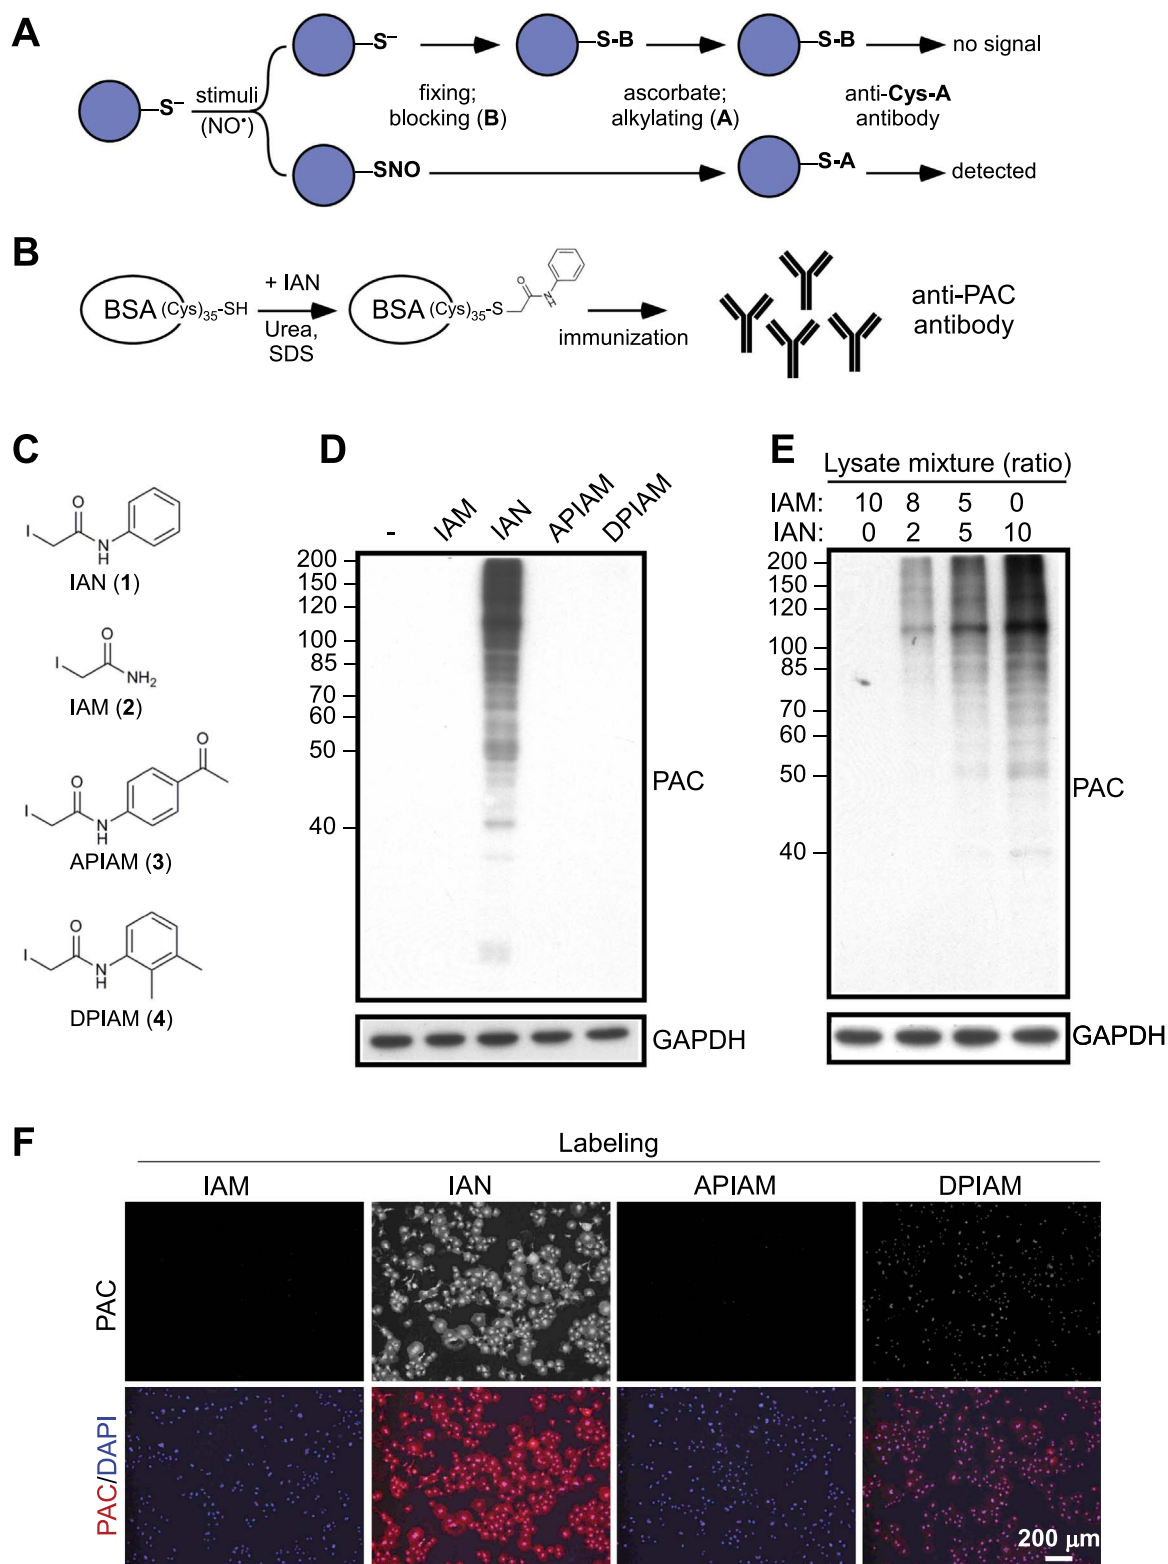 A
S⁻
stimuli
(NO•)
S⁻
fixing;
blocking (B)
S-B
ascorbate;
alkylating (A)
S-B
anti-Cys-A
antibody
no signal
SNO
S-A
detected
B
BSA (Cys)₃₅-SH
+ IAN
Urea,
SDS
BSA (Cys)₃₅-S
O
N
H
immunization
anti-PAC
antibody
C
I
O
N
H
IAN (1)
I
O
NH₂
IAM (2)
I
O
N
H
O
APIAM (3)
I
O
N
H
DPIAM (4)
D
- IAM IAN APIAM DPIAM
200
150
120
100
85
70
60
50
40
PAC
GAPDH
E
Lysate mixture (ratio)
IAM: 10 8 5 0
IAN: 0 2 5 10
200
150
120
100
85
70
60
50
40
PAC
GAPDH
F
Labeling
IAM IAN APIAM DPIAM
PAC
PAC/DAPI
200 μm